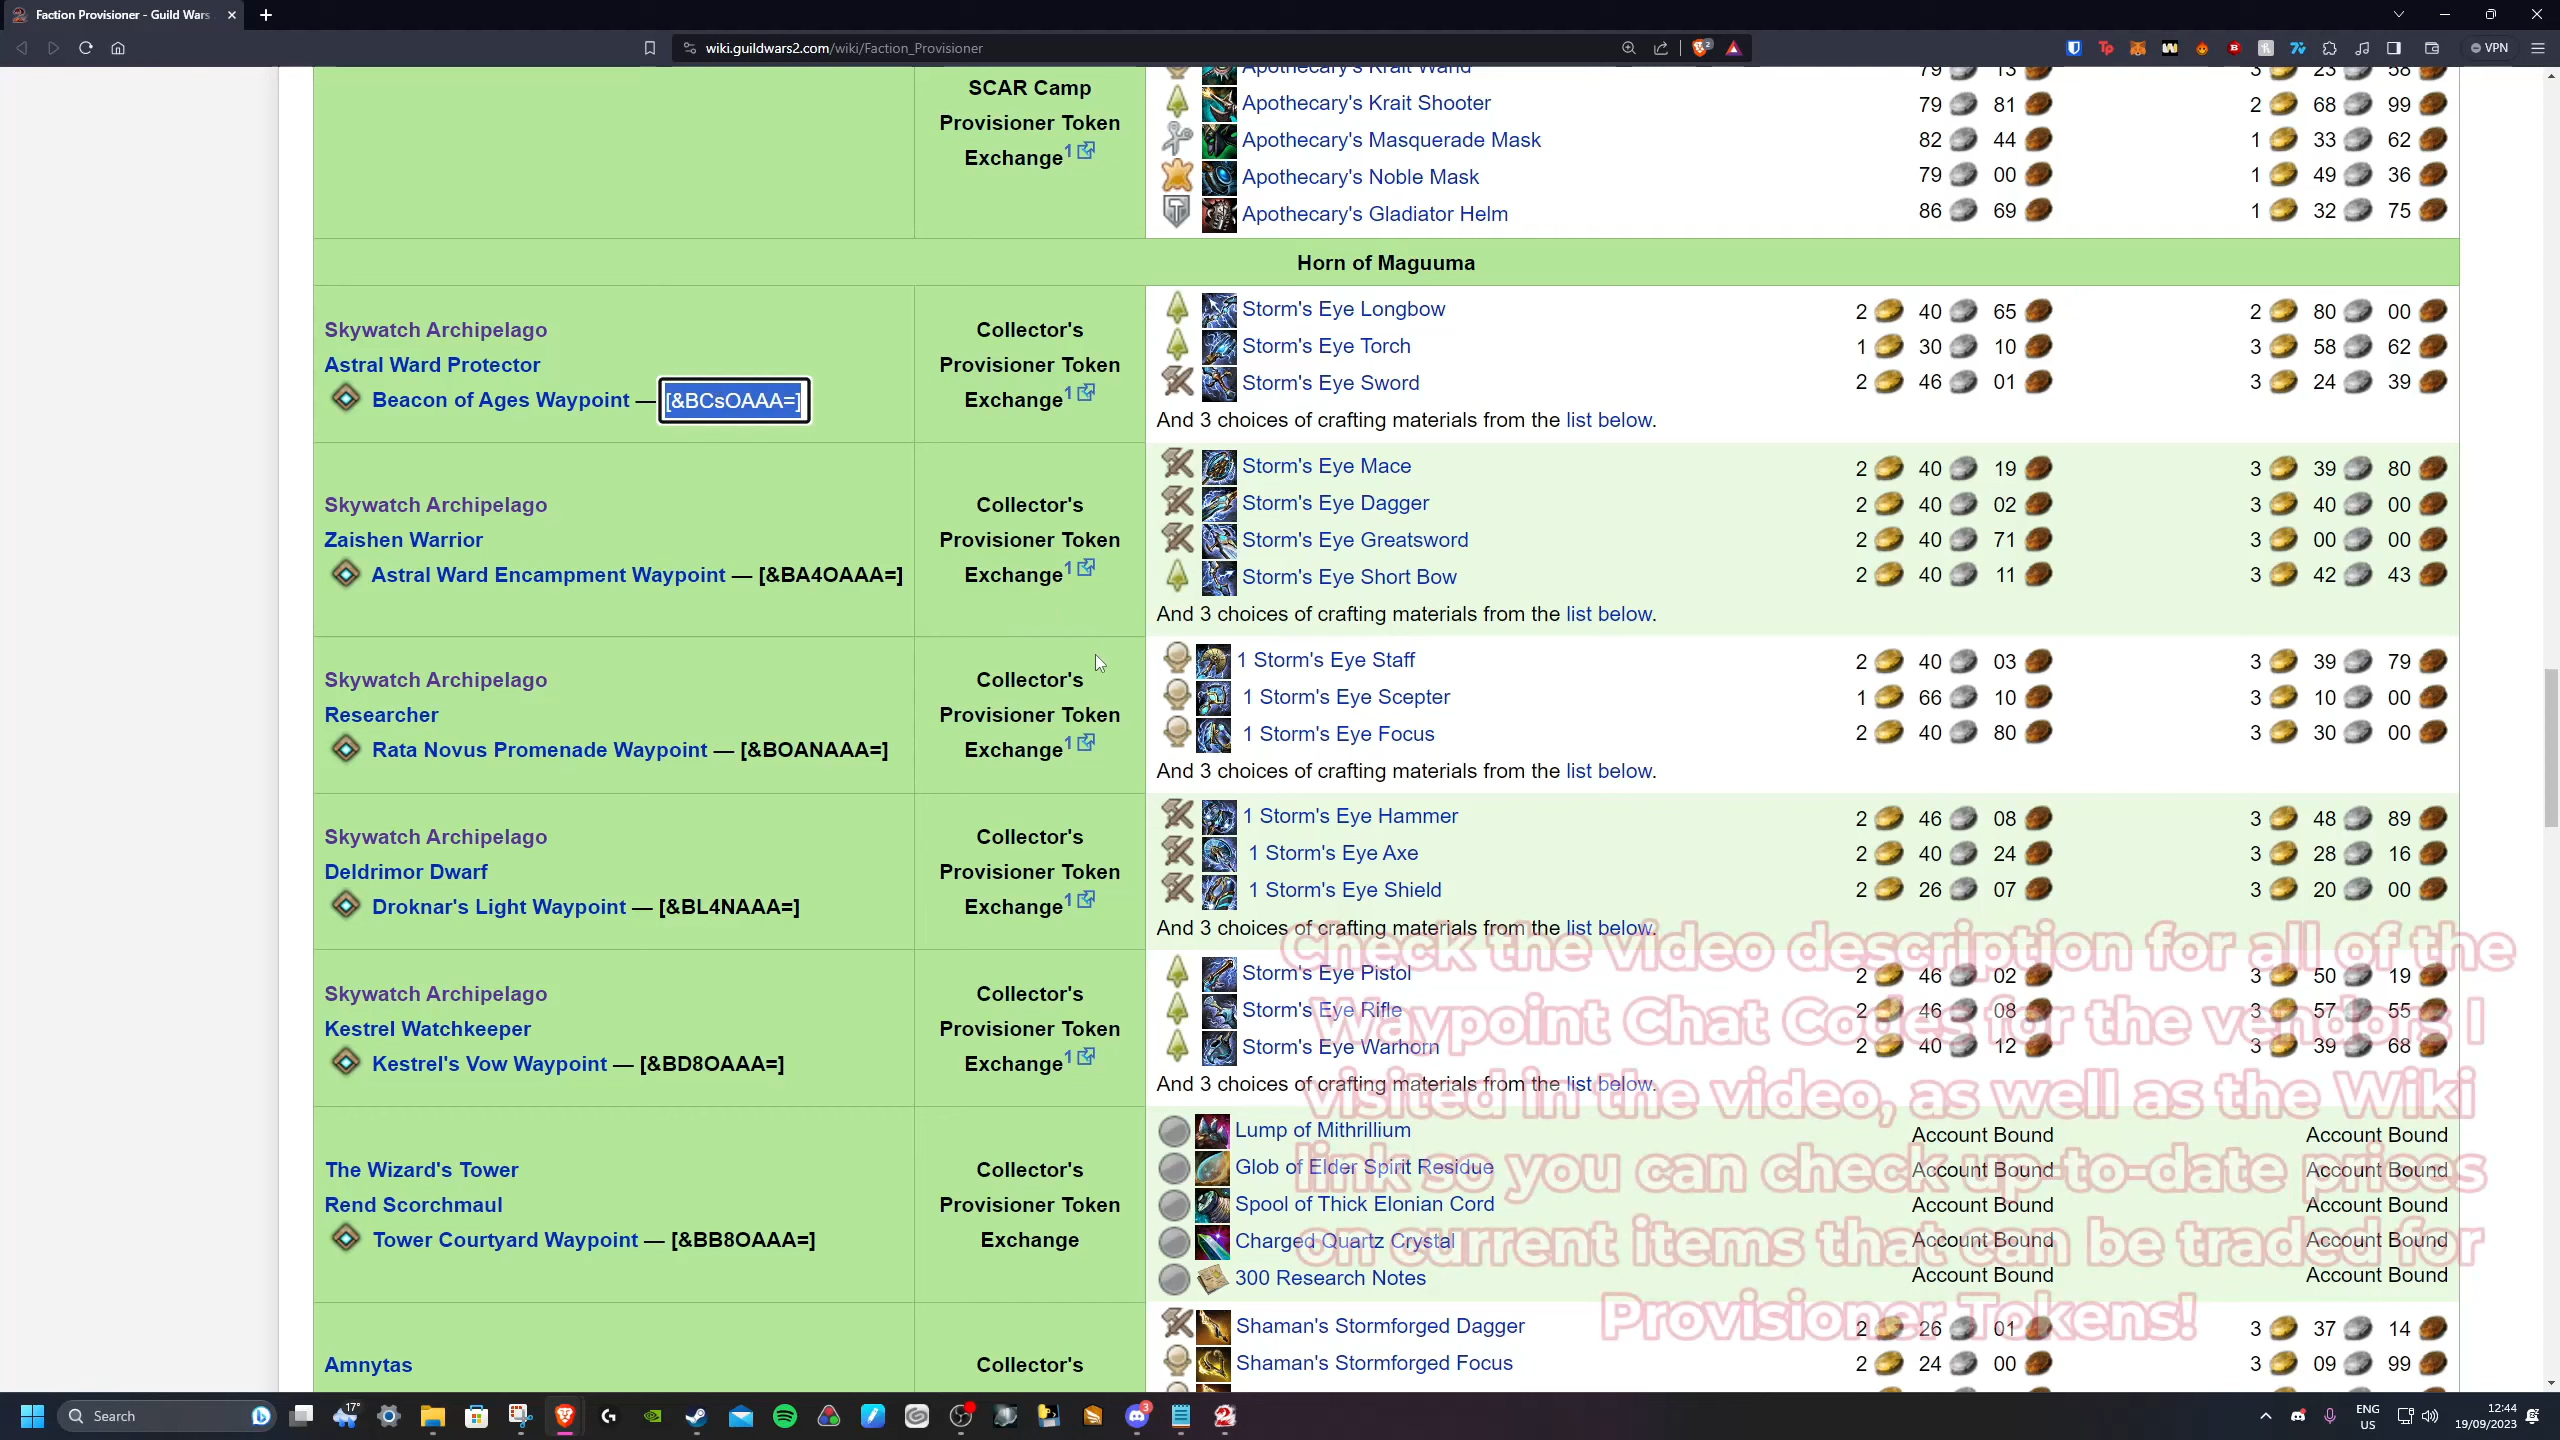 Faction Provisioner - Guild Wars
wiki.guildwars2.com/wiki/Faction_Provisioner
VPN
SCAR Camp
Provisioner Token
Exchange 1
Apothecary's Krait Wand 79 13 3 23 58
Apothecary's Krait Shooter 79 81 2 68 99
Apothecary's Masquerade Mask 82 44 1 33 62
Apothecary's Noble Mask 79 00 1 49 36
Apothecary's Gladiator Helm 86 69 1 32 75
Horn of Maguuma
Skywatch Archipelago
Astral Ward Protector
Beacon of Ages Waypoint — [&BCsOAAA=]
Collector's
Provisioner Token
Exchange 1
Storm's Eye Longbow 2 40 65 2 80 00
Storm's Eye Torch 1 30 10 3 58 62
Storm's Eye Sword 2 46 01 3 24 39
And 3 choices of crafting materials from the list below.
Skywatch Archipelago
Zaishen Warrior
Astral Ward Encampment Waypoint — [&BA4OAAA=]
Collector's
Provisioner Token
Exchange 1
Storm's Eye Mace 2 40 19 3 39 80
Storm's Eye Dagger 2 40 02 3 40 00
Storm's Eye Greatsword 2 40 71 3 00 00
Storm's Eye Short Bow 2 40 11 3 42 43
And 3 choices of crafting materials from the list below.
Skywatch Archipelago
Researcher
Rata Novus Promenade Waypoint — [&BOANAAA=]
Collector's
Provisioner Token
Exchange 1
1 Storm's Eye Staff 2 40 03 3 39 79
1 Storm's Eye Scepter 1 66 10 3 10 00
1 Storm's Eye Focus 2 40 80 3 30 00
And 3 choices of crafting materials from the list below.
Skywatch Archipelago
Deldrimor Dwarf
Droknar's Light Waypoint — [&BL4NAAA=]
Collector's
Provisioner Token
Exchange 1
1 Storm's Eye Hammer 2 46 08 3 48 89
1 Storm's Eye Axe 2 40 24 3 28 16
1 Storm's Eye Shield 2 26 07 3 20 00
And 3 choices of crafting materials from the list below.
Skywatch Archipelago
Kestrel Watchkeeper
Kestrel's Vow Waypoint — [&BD8OAAA=]
Collector's
Provisioner Token
Exchange 1
Storm's Eye Pistol 2 46 02 3 50 19
Storm's Eye Rifle 2 46 08 3 57 55
Storm's Eye Warhorn 2 40 12 3 39 68
And 3 choices of crafting materials from the list below.
The Wizard's Tower
Rend Scorchmaul
Tower Courtyard Waypoint — [&BB8OAAA=]
Collector's
Provisioner Token
Exchange
Lump of Mithrillium Account Bound Account Bound
Glob of Elder Spirit Residue Account Bound Account Bound
Spool of Thick Elonian Cord Account Bound Account Bound
Charged Quartz Crystal Account Bound Account Bound
300 Research Notes Account Bound Account Bound
Amnytas
Collector's
Shaman's Stormforged Dagger 2 26 01 3 37 14
Shaman's Stormforged Focus 2 24 00 3 09 99
Check the video description for all of the
Waypoint Chat Codes for the vendors I
visited in the video, as well as the Wiki
link so you can check up-to-date prices
on current items that can be traded for
Provisioner Tokens!
Search
17°
3
ENG
US
12:44
19/09/2023